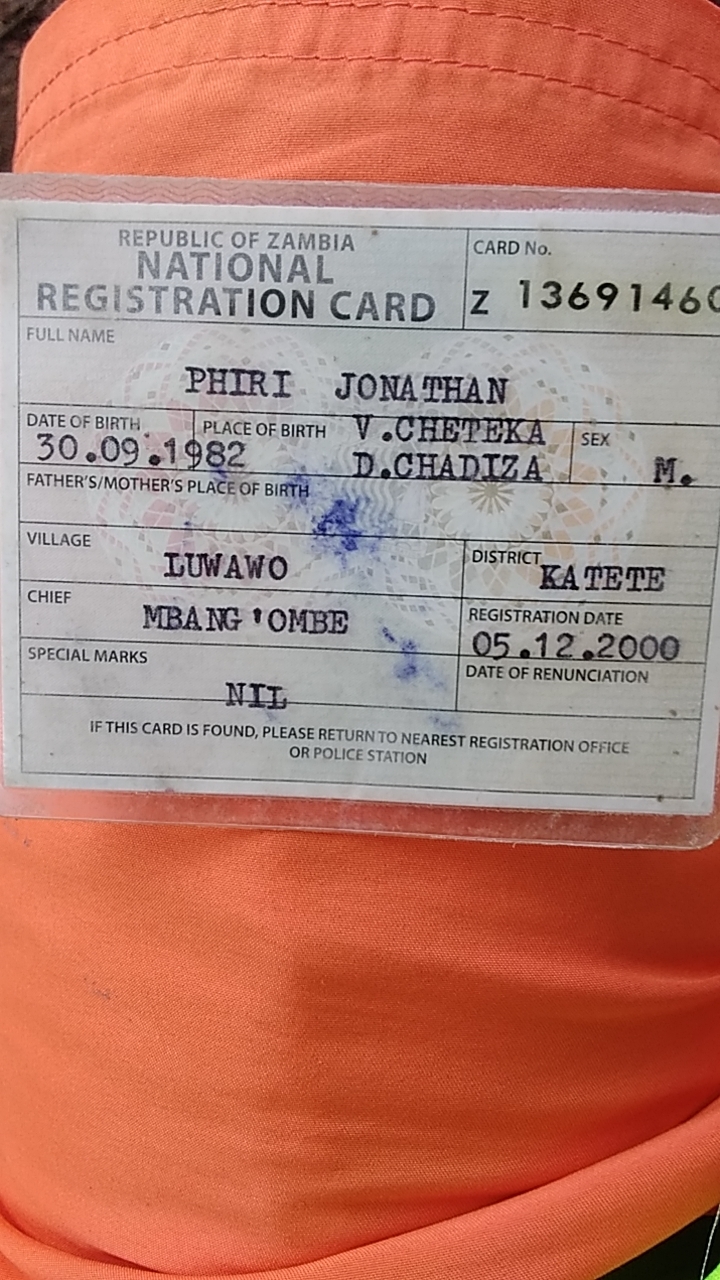 REPUBLIC OF ZAMBIA
NATIONAL
REGISTRATION CARD
CARD No.
Z 13691460
FULL NAME
PHIRI JONATHAN
DATE OF BIRTH
30.09.1982
PLACE OF BIRTH
V.CHETEKA
D.CHADIZA
SEX
M.
FATHER'S/MOTHER'S PLACE OF BIRTH
VILLAGE
LUWAWO
DISTRICT
KATETE
CHIEF
MBANG'OMBE
REGISTRATION DATE
05.12.2000
SPECIAL MARKS
NIL
DATE OF RENUNCIATION
IF THIS CARD IS FOUND, PLEASE RETURN TO NEAREST REGISTRATION OFFICE
OR POLICE STATION